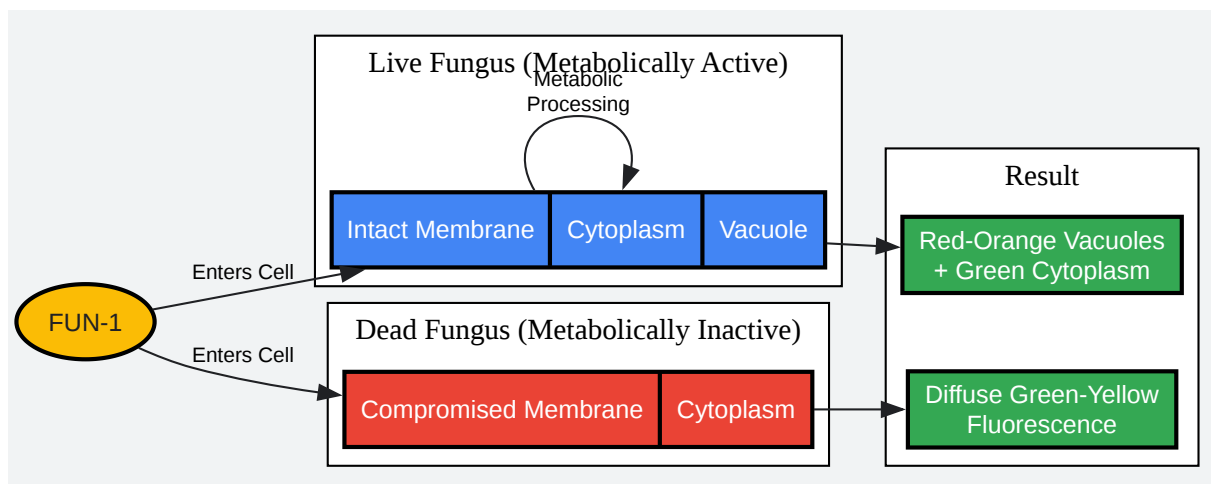 Live Fungus (Metabolically Active)
Metabolic
Processing
Intact Membrane
Cytoplasm
Vacuole
Enters Cell
FUN-1
Enters Cell
Dead Fungus (Metabolically Inactive)
Compromised Membrane
Cytoplasm
Result
Red-Orange Vacuoles
+ Green Cytoplasm
Diffuse Green-Yellow
Fluorescence